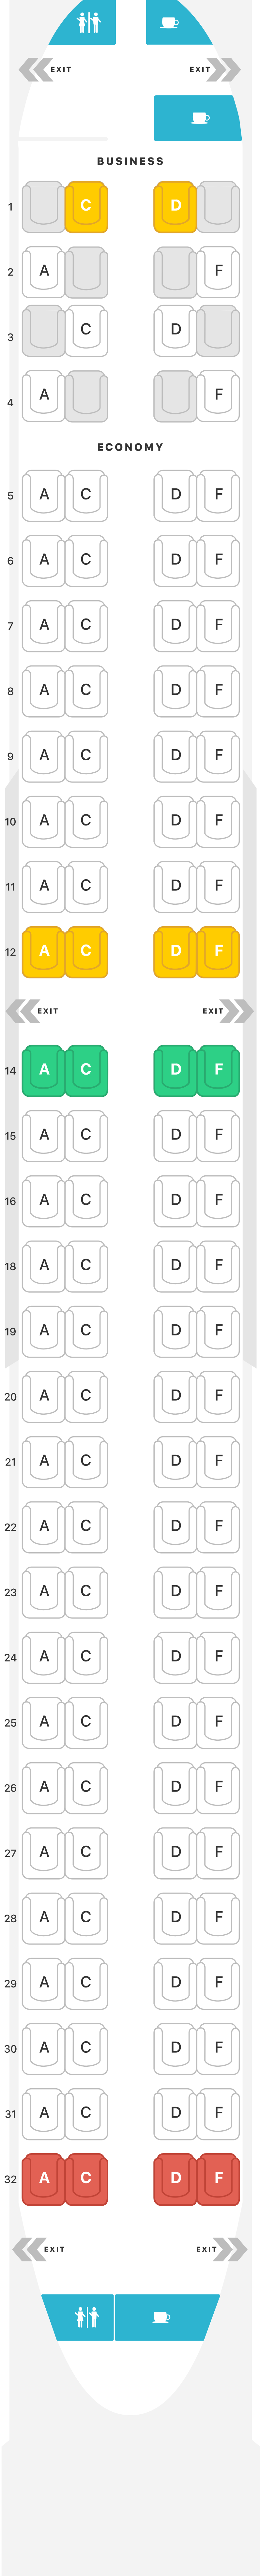 EXIT EXIT
BUSINESS
1 C D
2 A F
3 C D
4 A F
ECONOMY
5 A C D F
6 A C D F
7 A C D F
8 A C D F
9 A C D F
10 A C D F
11 A C D F
12 A C D F
EXIT EXIT
14 A C D F
15 A C D F
16 A C D F
18 A C D F
19 A C D F
20 A C D F
21 A C D F
22 A C D F
23 A C D F
24 A C D F
25 A C D F
26 A C D F
27 A C D F
28 A C D F
29 A C D F
30 A C D F
31 A C D F
32 A C D F
EXIT EXIT